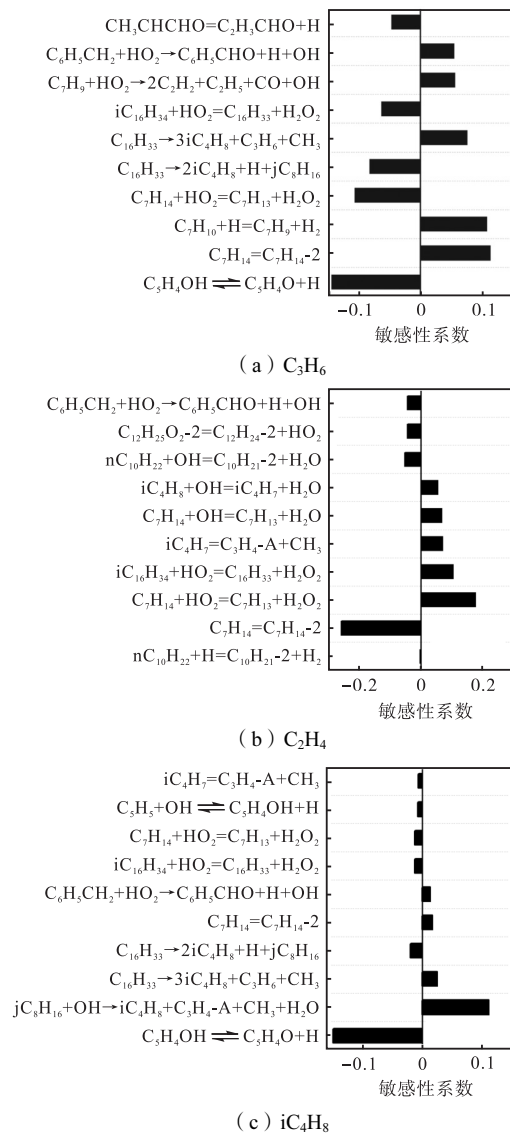 CH₃CHCHO=C₂H₃CHO+H
C₆H₅CH₂+HO₂→C₆H₅CHO+H+OH
C₇H₉+HO₂→2C₂H₂+C₂H₅+CO+OH
iC₁₆H₃₄+HO₂=C₁₆H₃₃+H₂O₂
C₁₆H₃₃→3iC₄H₈+C₃H₆+CH₃
C₁₆H₃₃→2iC₄H₈+H+jC₈H₁₆
C₇H₁₄+HO₂=C₇H₁₃+H₂O₂
C₇H₁₀+H=C₇H₉+H₂
C₇H₁₄=C₇H₁₄-2
C₅H₄OH⇌C₅H₄O+H
−0.1 0 0.1
敏感性系数
（a）C₃H₆
C₆H₅CH₂+HO₂→C₆H₅CHO+H+OH
C₁₂H₂₅O₂-2=C₁₂H₂₄-2+HO₂
nC₁₀H₂₂+OH=C₁₀H₂₁-2+H₂O
iC₄H₈+OH=iC₄H₇+H₂O
C₇H₁₄+OH=C₇H₁₃+H₂O
iC₄H₇=C₃H₄-A+CH₃
iC₁₆H₃₄+HO₂=C₁₆H₃₃+H₂O₂
C₇H₁₄+HO₂=C₇H₁₃+H₂O₂
C₇H₁₄=C₇H₁₄-2
nC₁₀H₂₂+H=C₁₀H₂₁-2+H₂
−0.2 0 0.2
敏感性系数
（b）C₂H₄
iC₄H₇=C₃H₄-A+CH₃
C₅H₅+OH⇌C₅H₄OH+H
C₇H₁₄+HO₂=C₇H₁₃+H₂O₂
iC₁₆H₃₄+HO₂=C₁₆H₃₃+H₂O₂
C₆H₅CH₂+HO₂→C₆H₅CHO+H+OH
C₇H₁₄=C₇H₁₄-2
C₁₆H₃₃→2iC₄H₈+H+jC₈H₁₆
C₁₆H₃₃→3iC₄H₈+C₃H₆+CH₃
jC₈H₁₆+OH→iC₄H₈+C₃H₄-A+CH₃+H₂O
C₅H₄OH⇌C₅H₄O+H
−0.1 0 0.1
敏感性系数
（c）iC₄H₈